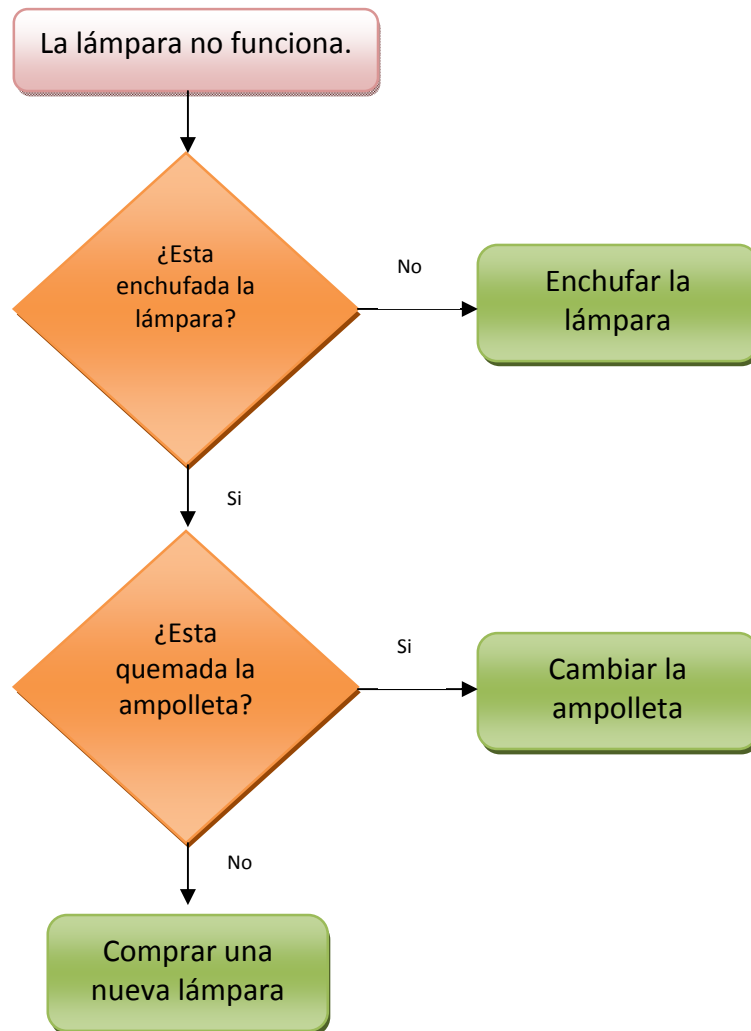 La lámpara no funciona.
¿Esta
enchufada la
lámpara?
No
Enchufar la
lámpara
Si
¿Esta
quemada la
ampolleta?
Si
Cambiar la
ampolleta
No
Comprar una
nueva lámpara